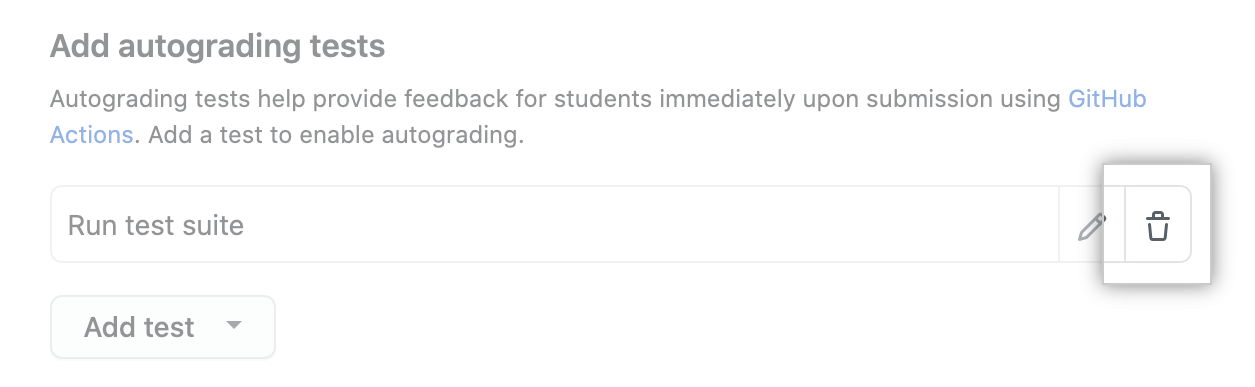 Add autograding tests
Autograding tests help provide feedback for students immediately upon submission using GitHub
Actions. Add a test to enable autograding.
Run test suite
Add test